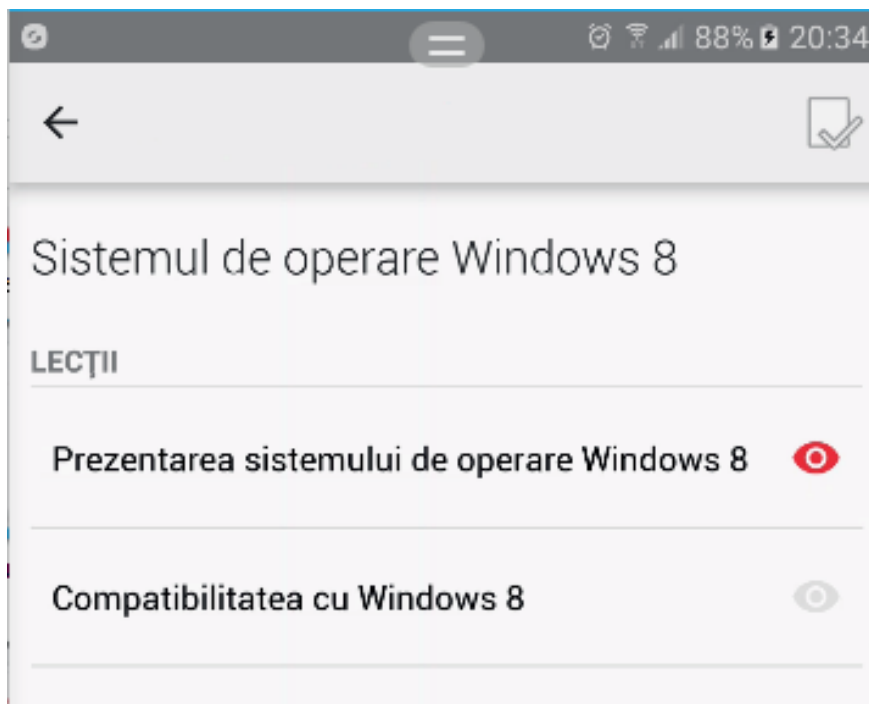 88% 20:34
Sistemul de operare Windows 8
LECŢII
Prezentarea sistemului de operare Windows 8
Compatibilitatea cu Windows 8